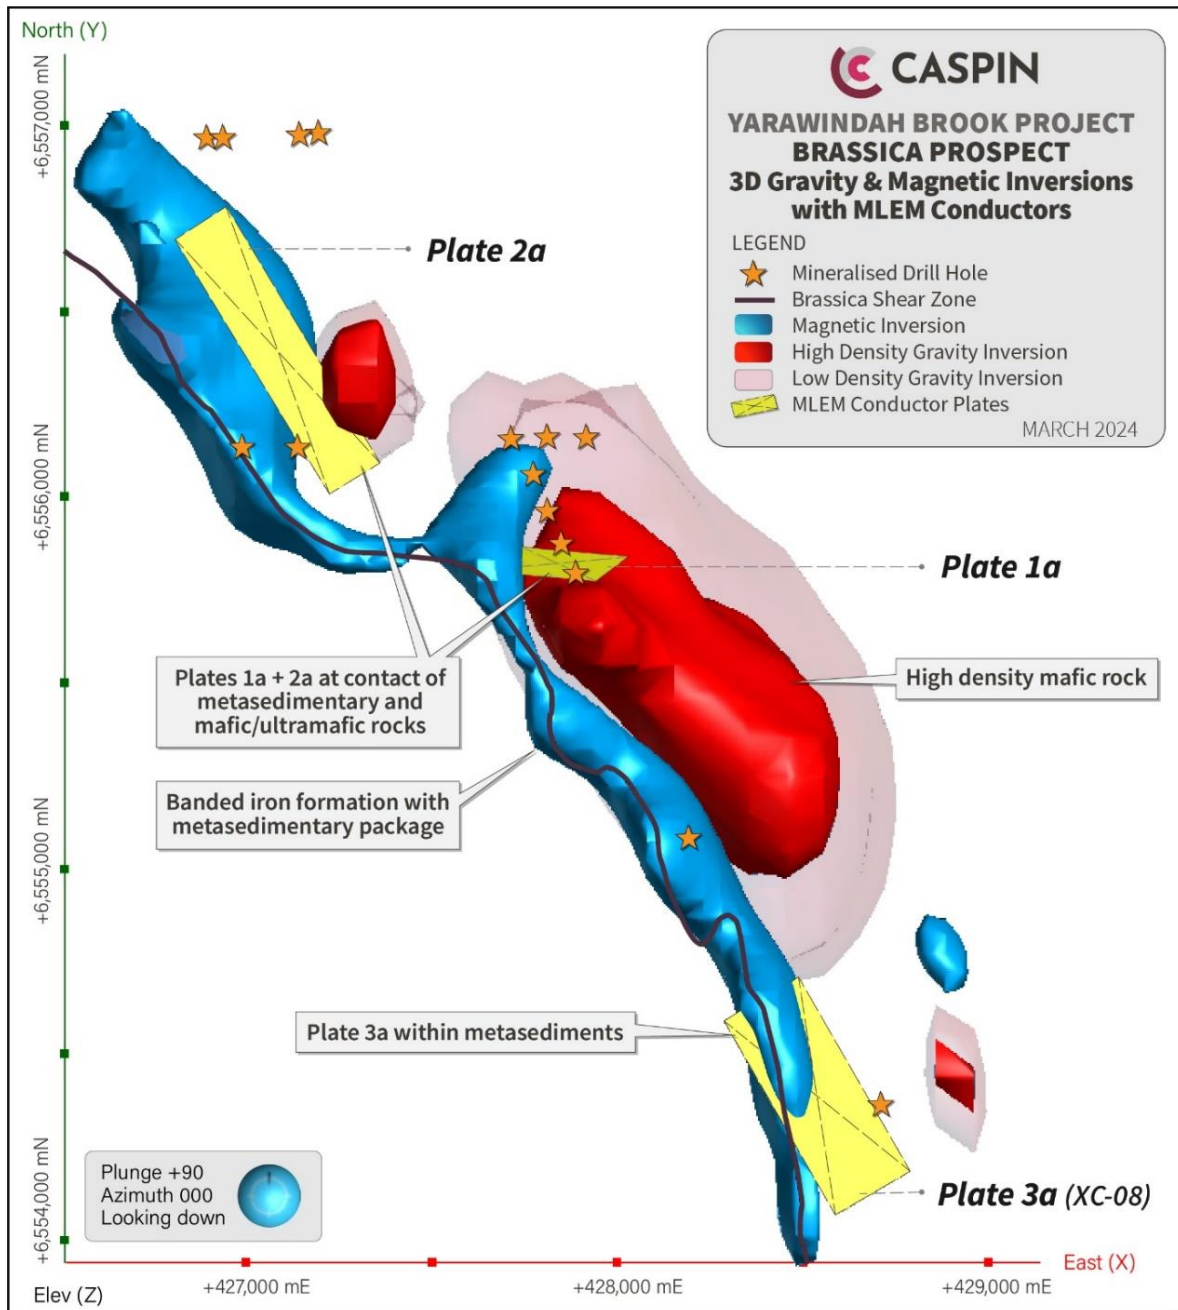 North (Y)
+6,557,000 mN
CASPIN
YARAWINDAH BROOK PROJECT
BRASSICA PROSPECT
3D Gravity & Magnetic Inversions
with MLEM Conductors
LEGEND
Mineralised Drill Hole
Brassica Shear Zone
Magnetic Inversion
High Density Gravity Inversion
Low Density Gravity Inversion
MLEM Conductor Plates
MARCH 2024
Plate 2a
+6,556,000 mN
Plate 1a
Plates 1a + 2a at contact of
metasedimentary and
mafic/ultramafic rocks
High density mafic rock
Banded iron formation with
metasedimentary package
+6,555,000 mN
Plate 3a within metasediments
+6,554,000 mN
Plunge +90
Azimuth 000
Looking down
Plate 3a (XC-08)
East (X)
Elev (Z)
+427,000 mE
+428,000 mE
+429,000 mE